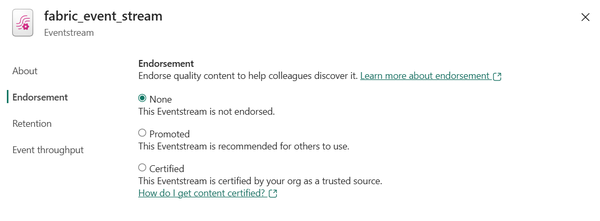 fabric_event_stream
Eventstream
About
Endorsement
Retention
Event throughput
Endorsement
Endorse quality content to help colleagues discover it. Learn more about endorsement
None
This Eventstream is not endorsed.
Promoted
This Eventstream is recommended for others to use.
Certified
This Eventstream is certified by your org as a trusted source.
How do I get content certified?